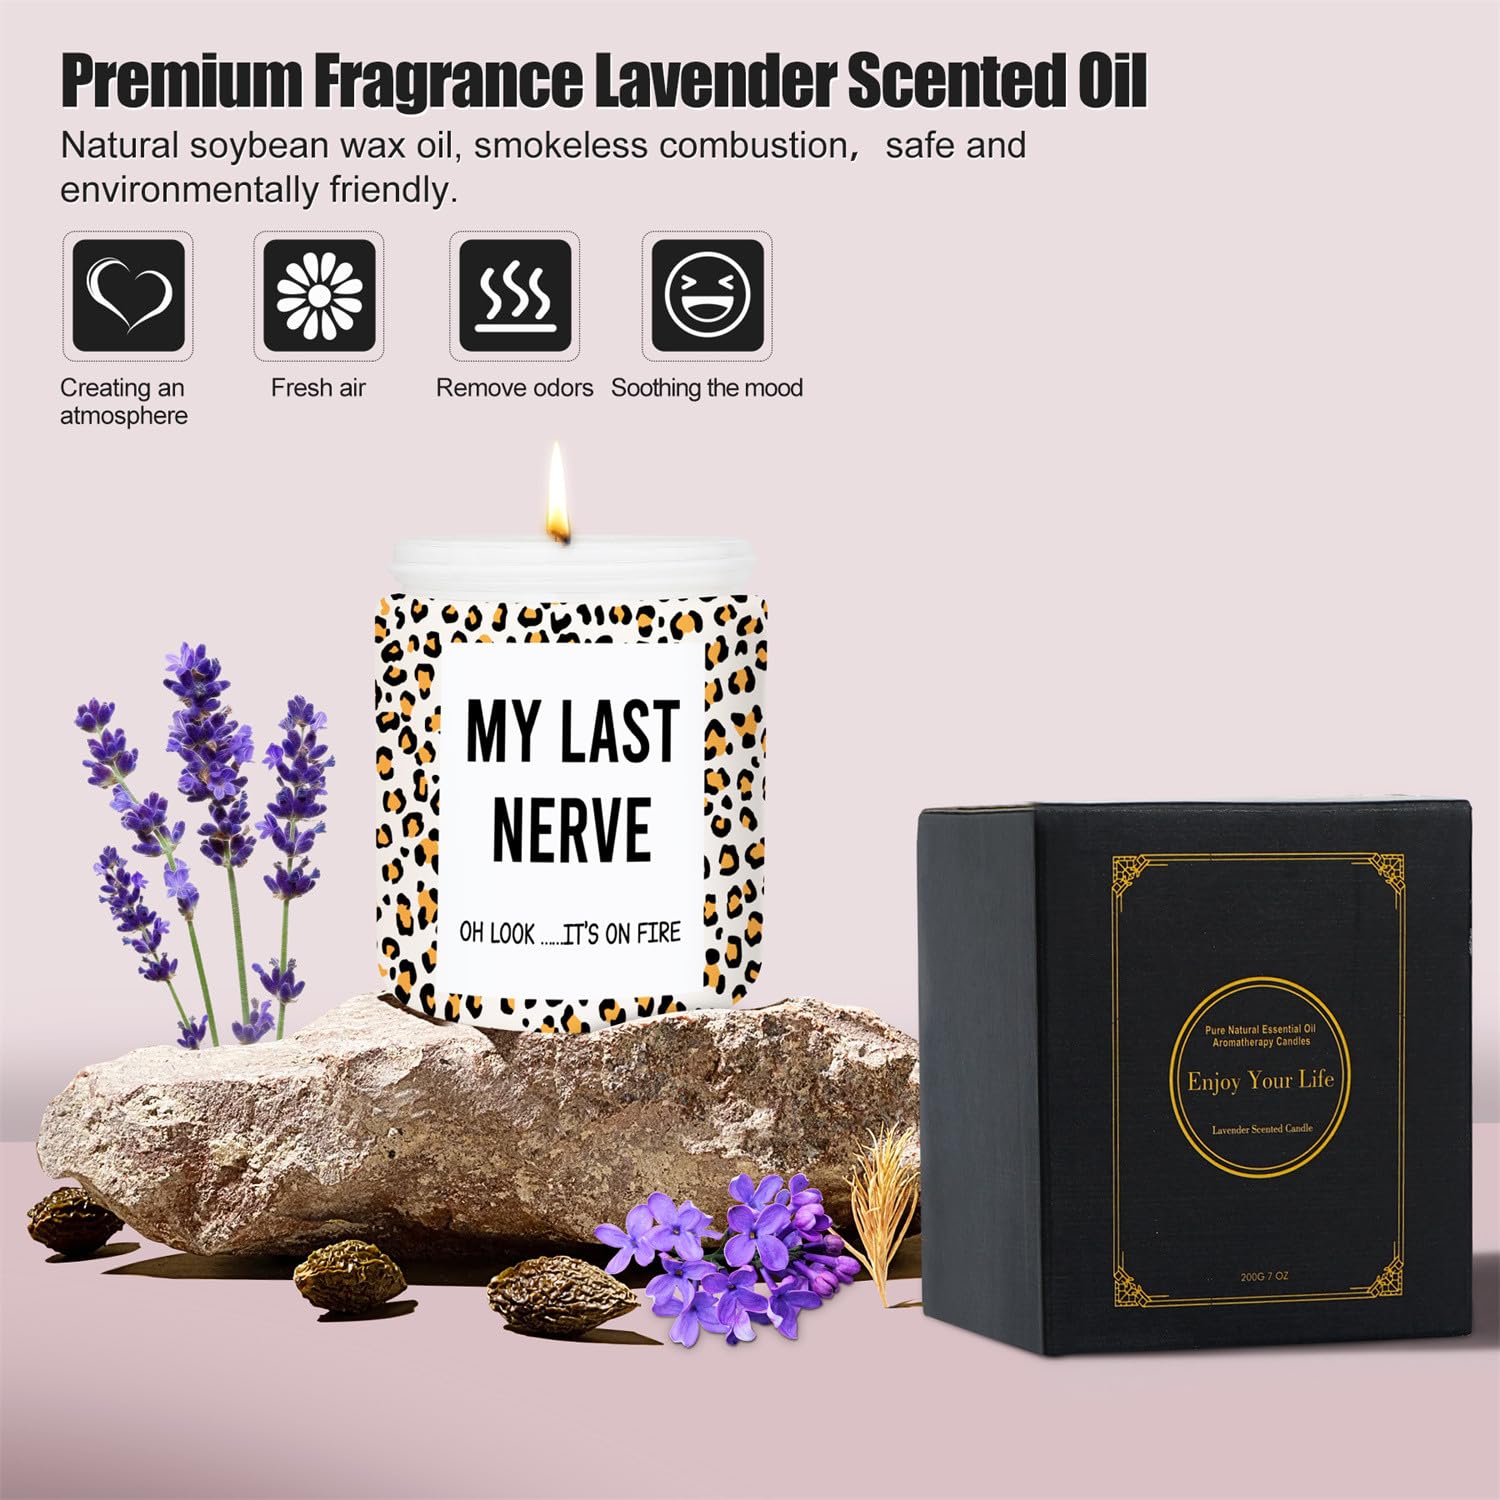 Premium Fragrance Lavender Scented Oil
Natural soybean wax oil, smokeless combustion, safe and
environmentally friendly.
Creating an
atmosphere
Fresh air
Remove odors
Soothing the mood
MY LAST
NERVE
OH LOOK ......IT'S ON FIRE
Pure Natural Essential Oil
Aromatherapy Candles
Enjoy Your Life
Lavender Scented Candle
200G 7 OZ